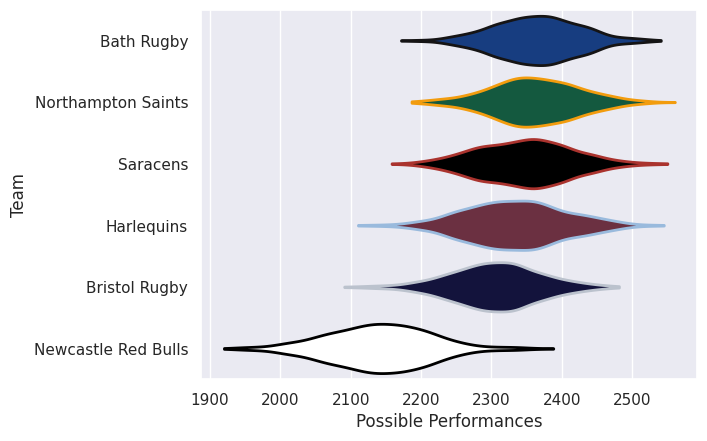 Bath Rugby
Northampton Saints
Saracens
Harlequins
Bristol Rugby
Newcastle Red Bulls
Team
1900 2000 2100 2200 2300 2400 2500
Possible Performances